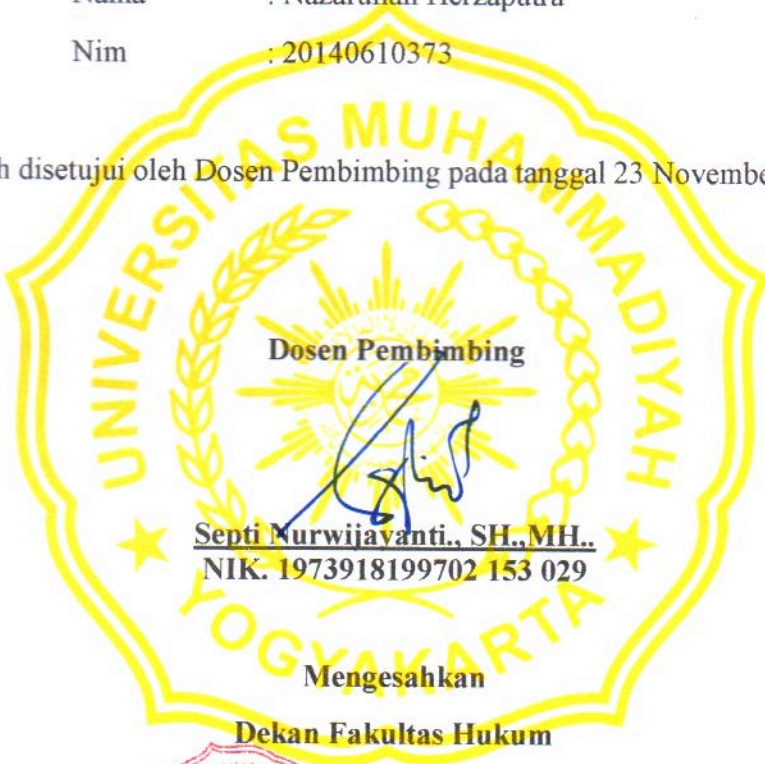 Nim : 20140610373
h disetujui oleh Dosen Pembimbing pada tanggal 23 Novembe
UNIVERSITAS MUHAMMADIYAH
Dosen Pembimbing
Septi Nurwijayanti., SH.,MH..
NIK. 1973918199702 153 029
YOGYAKARTA
Mengesahkan
Dekan Fakultas Hukum